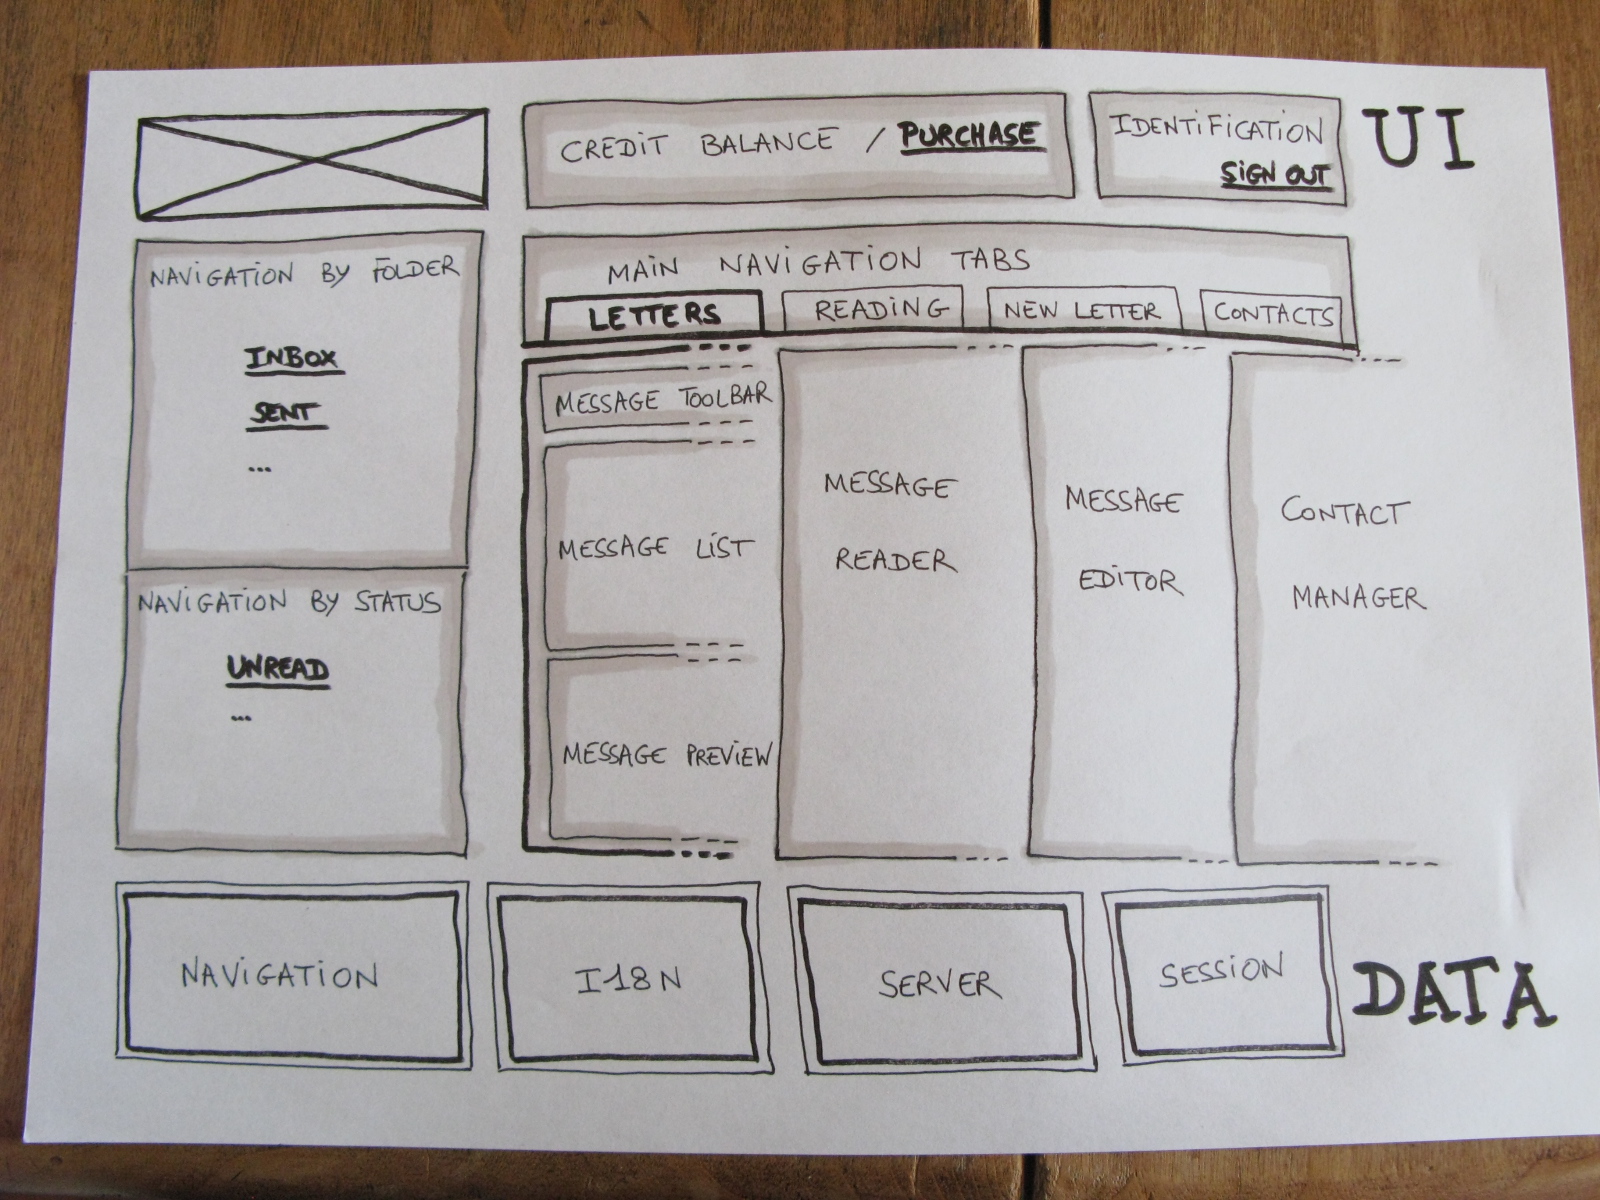 CREDIT BALANCE / PURCHASE
IDENTIFICATION
SIGN OUT
UI
NAVIGATION BY FOLDER
INBOX
SENT
...
NAVIGATION BY STATUS
UNREAD
...
MAIN NAVIGATION TABS
LETTERS
READING
NEW LETTER
CONTACTS
MESSAGE TOOLBAR
MESSAGE LIST
MESSAGE PREVIEW
MESSAGE
READER
MESSAGE
EDITOR
CONTACT
MANAGER
NAVIGATION
I18N
SERVER
SESSION
DATA